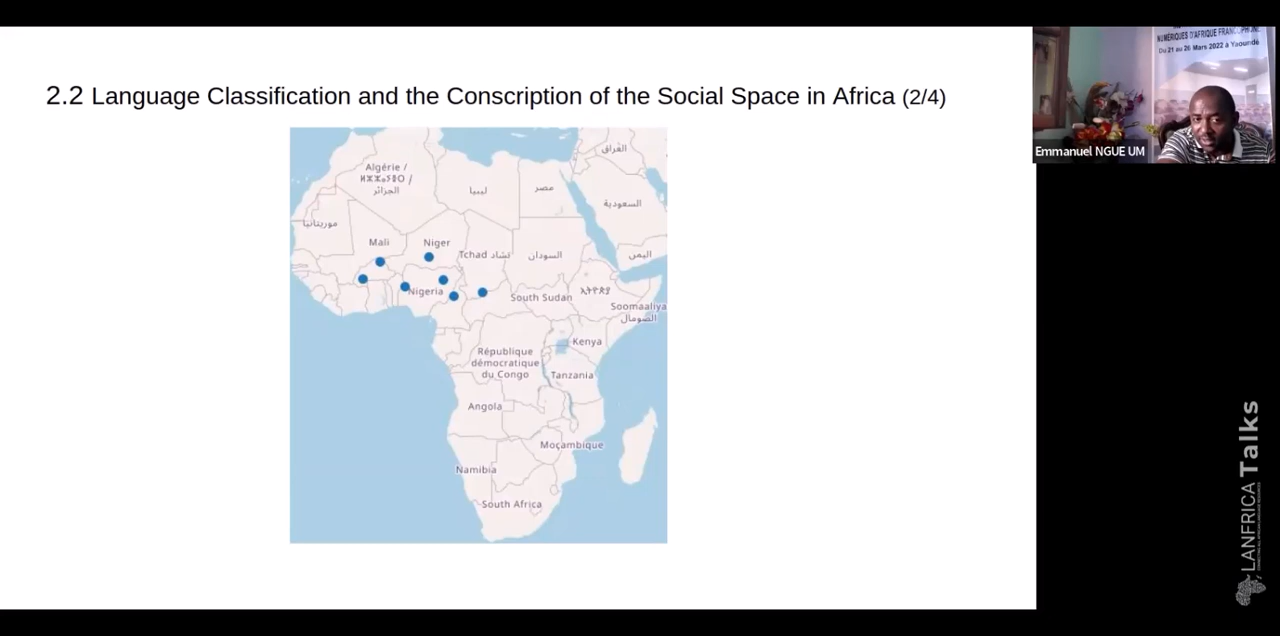 2.2 Language Classification and the Conscription of the Social Space in Africa (2/4)
NUMÉRIQUES D'AFRIQUE FRANCOPHONE
Du 21 au 26 Mars 2022 à Yaoundé
Emmanuel NGUE UM
Algérie /
ⵍⵣⵣⴰⵢⴻⵔ /
الجزائر
ليبيا
مصر
العراق
السعودية
موريتانيا
Mali
Niger
Tchad تشاد
السودان
اليمن
Nigeria
South Sudan
ኢትዮጵያ
Soomaaliya
الصومال
Kenya
République
démocratique
du Congo
Tanzania
Angola
Moçambique
Namibia
South Africa
LANFRICA Talks